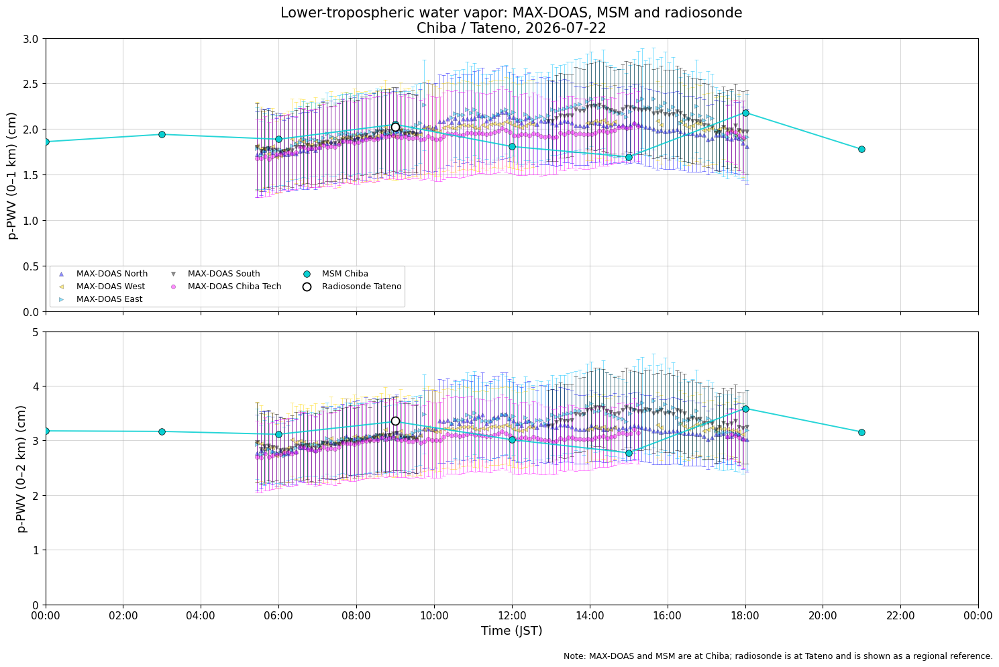 Lower-tropospheric water vapor: MAX-DOAS, MSM and radiosonde
Chiba / Tateno, 2026-07-22
3.0
2.5
2.0
1.5
1.0
0.5
0.0
p-PWV (0–1 km) (cm)
MAX-DOAS North
MAX-DOAS West
MAX-DOAS East
MAX-DOAS South
MAX-DOAS Chiba Tech
MSM Chiba
Radiosonde Tateno
5
4
3
2
1
0
p-PWV (0–2 km) (cm)
00:00 02:00 04:00 06:00 08:00 10:00 12:00 14:00 16:00 18:00 20:00 22:00 00:00
Time (JST)
Note: MAX-DOAS and MSM are at Chiba; radiosonde is at Tateno and is shown as a regional reference.